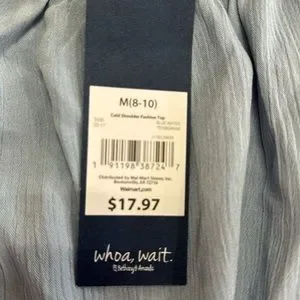 M(8-10)
Cold Shoulder Fashion Top
1 91198 38724 7
Distributed by Wal-Mart Stores, Inc.
Bentonville, AR 72716
Walmart.com
$17.97
whoa, wait.